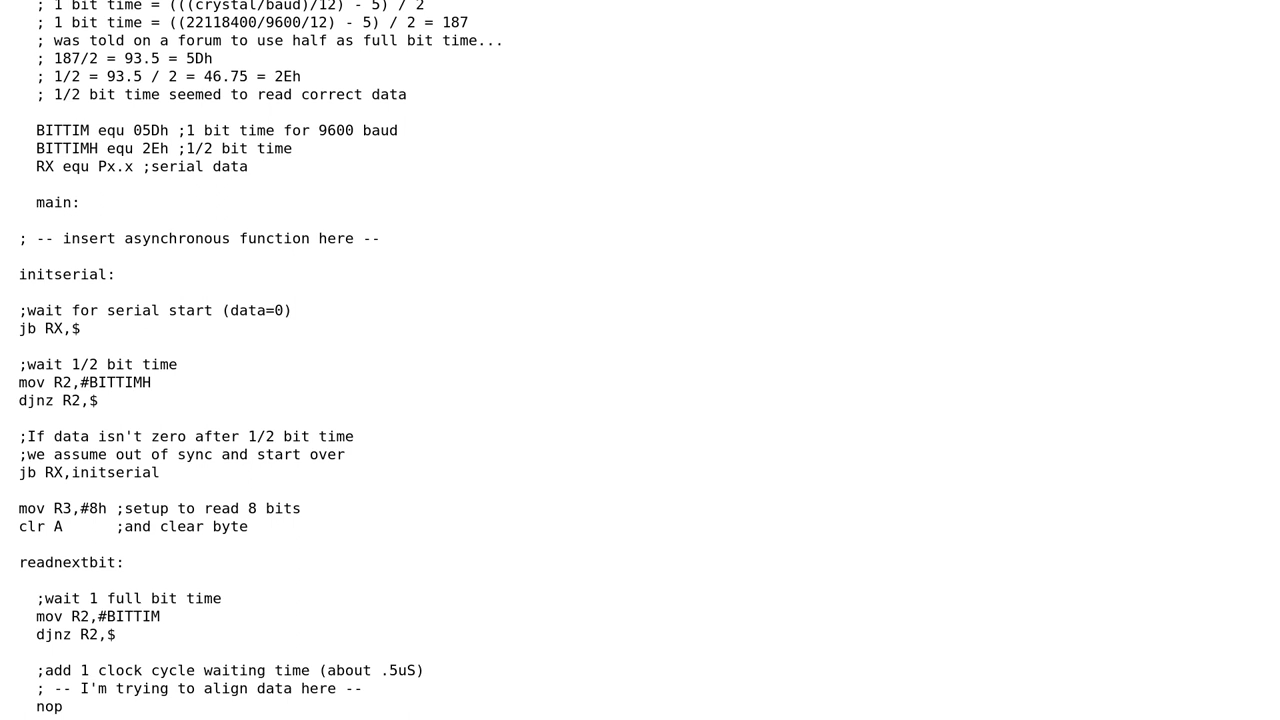 ; 1 bit time = (((crystal/baud)/12) - 5) / 2
; 1 bit time = ((22118400/9600/12) - 5) / 2 = 187
; was told on a forum to use half as full bit time...
; 187/2 = 93.5 = 5Dh
; 1/2 = 93.5 / 2 = 46.75 = 2Eh
; 1/2 bit time seemed to read correct data
BITTIM equ 05Dh ;1 bit time for 9600 baud
BITTIMH equ 2Eh ;1/2 bit time
RX equ Px.x ;serial data
main:
; -- insert asynchronous function here --
initserial:
;wait for serial start (data=0)
jb RX,$
;wait 1/2 bit time
mov R2,#BITTIMH
djnz R2,$
;If data isn't zero after 1/2 bit time
;we assume out of sync and start over
jb RX,initserial
mov R3,#8h ;setup to read 8 bits
clr A      ;and clear byte
readnextbit:
;wait 1 full bit time
mov R2,#BITTIM
djnz R2,$
;add 1 clock cycle waiting time (about .5uS)
; -- I'm trying to align data here --
nop